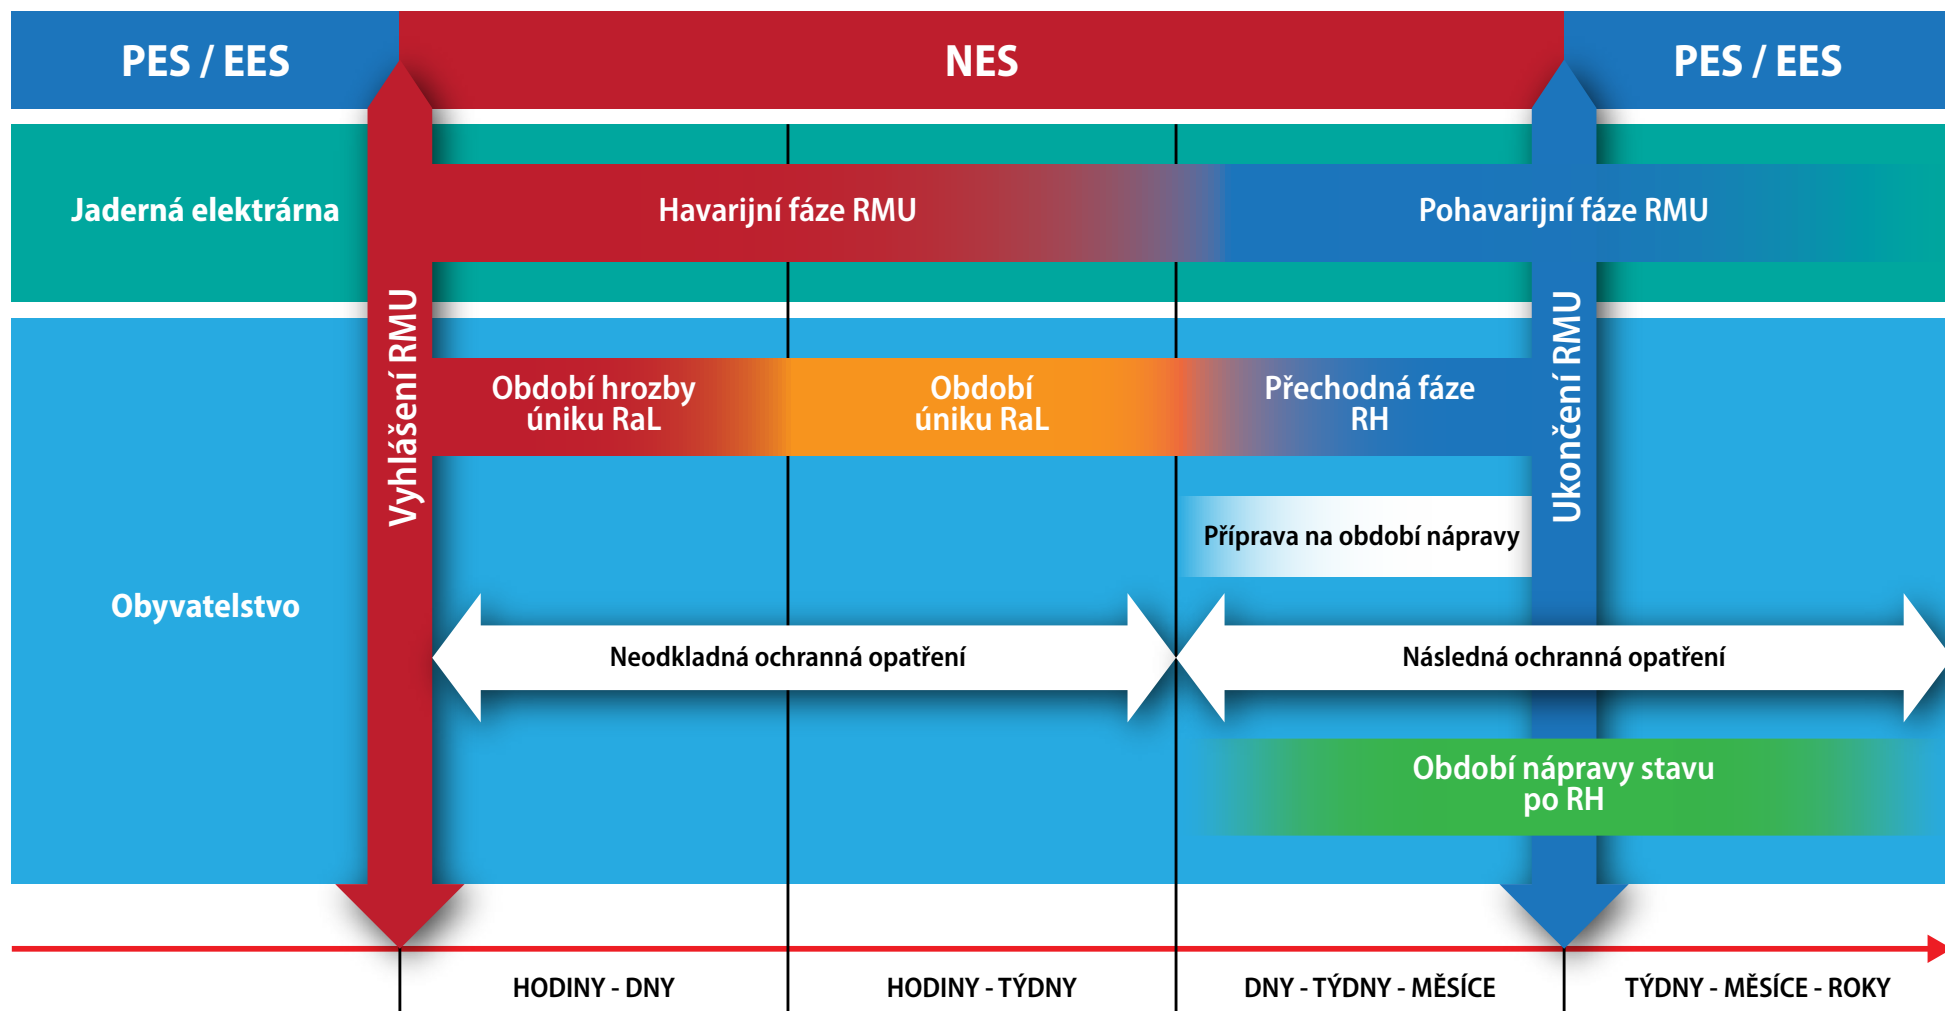 PES / EES
NES
PES / EES
Jaderná elektrárna
Havarijní fáze RMU
Pohavarijní fáze RMU
Vyhlášení RMU
Ukončení RMU
Období hrozby
úniku RaL
Období
úniku RaL
Přechodná fáze
RH
Příprava na období nápravy
Obyvatelstvo
Neodkladná ochranná opatření
Následná ochranná opatření
Období nápravy stavu
po RH
HODINY - DNY
HODINY - TÝDNY
DNY - TÝDNY - MĚSÍCE
TÝDNY - MĚSÍCE - ROKY